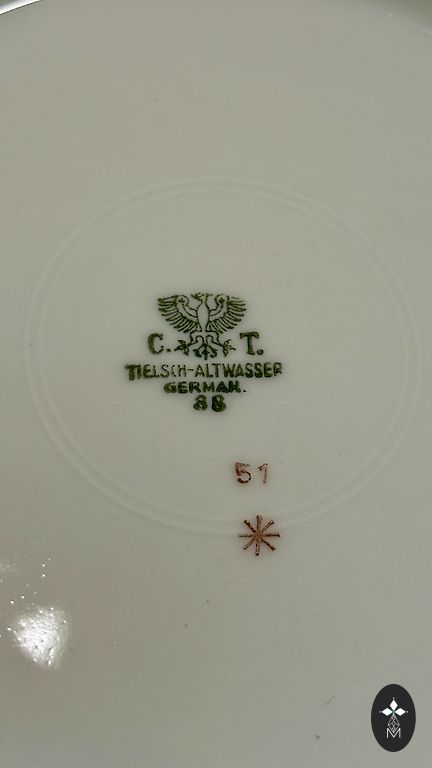 C. T.
TIELSCH-ALTWASSER
GERMAN.
88
51
M